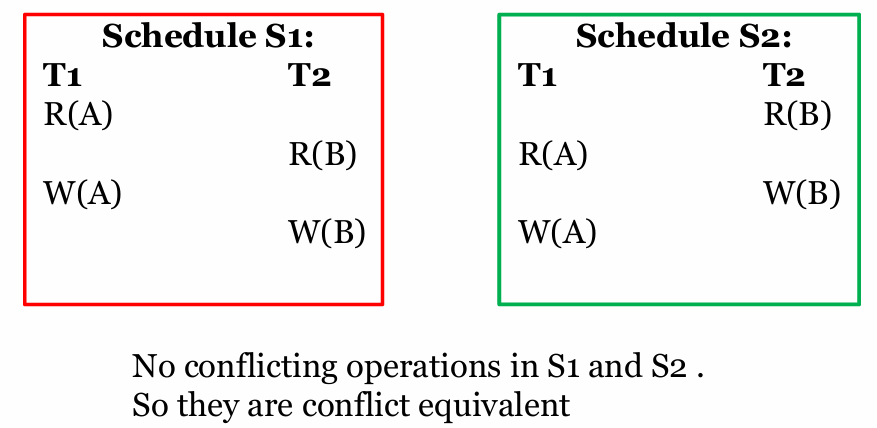 Schedule S1:
T1 T2
R(A)
R(B)
W(A)
W(B)
Schedule S2:
T1 T2
R(B)
R(A)
W(B)
W(A)
No conflicting operations in S1 and S2 .
So they are conflict equivalent